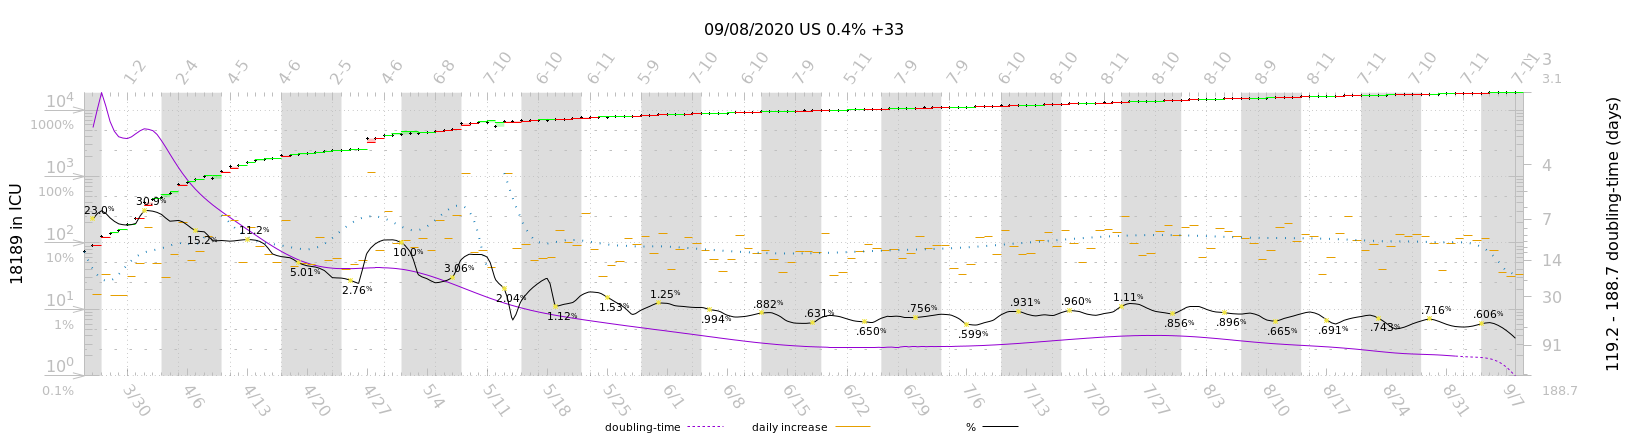 09/08/2020 US 0.4% +33
1-2 2-4 4-5 4-6 2-5 4-6 6-8 7-10 6-10 6-11 5-9 7-10 7-9 5-11 7-9 7-9 6-10 8-10 8-11 8-10 8-10 8-9 8-11 7-11 7-10 7-11 7-11
3
3.1
10^4
1000%
10^3
100%
10^2
10%
10^1
1%
10^0
0.1%
4
7
14
30
91
188.7
18189 in ICU
119.2 - 188.7 doubling-time (days)
23.0% 30.9% 15.2% 11.2% 5.01% 2.76% 10.0% 3.06% 2.04% 1.12% 1.53% 1.25% .994% .882% .631% .650% .756% .599% .931% .960% 1.11% .856% .896% .665% .691% .743% .716% .606%
3/30 4/6 4/13 4/20 4/27 5/4 5/11 5/18 5/25 6/1 6/8 6/15 6/22 6/29 7/6 7/13 7/20 7/27 8/3 8/10 8/17 8/24 8/31 9/7
doubling-time daily increase %